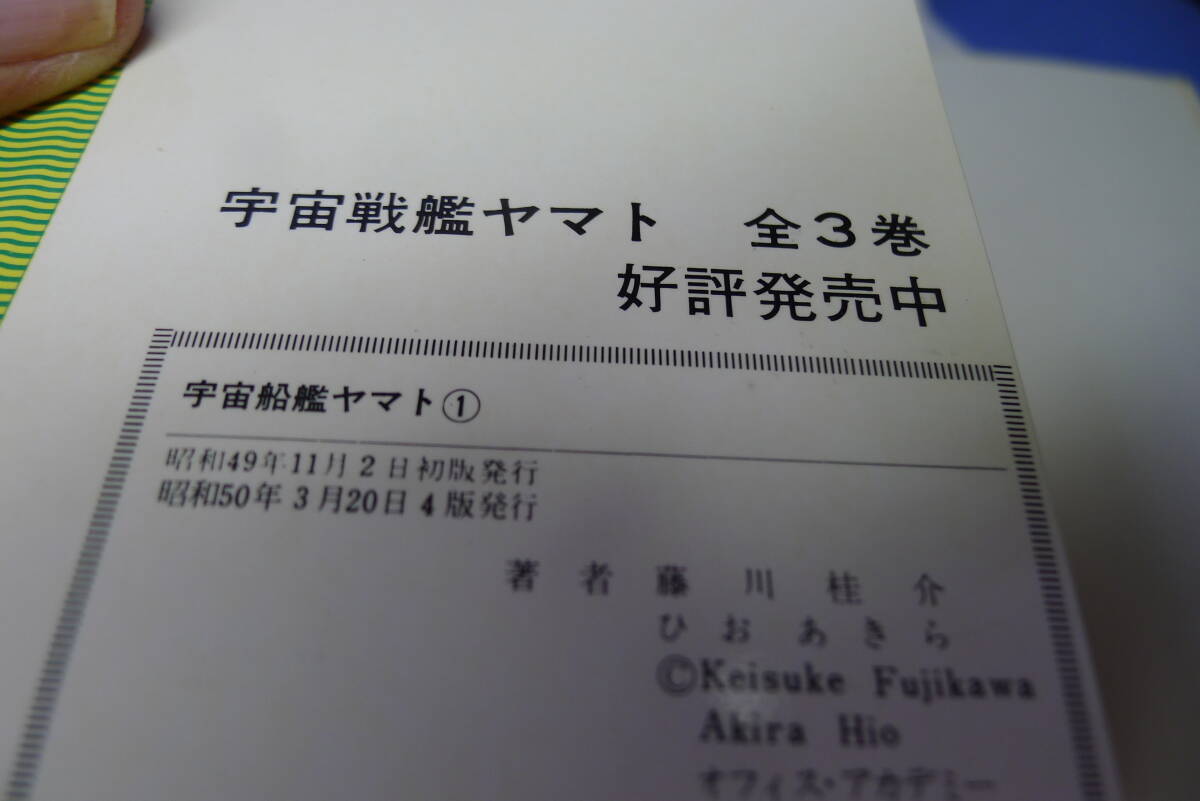 宇宙戦艦ヤマト　全3巻
好評発売中
宇宙船艦ヤマト①
昭和49年11月2日初版発行
昭和50年3月20日4版発行
著者　藤川桂介
ひおあきら
©Keisuke Fujikawa
Akira Hio
オフィス・アカデミー